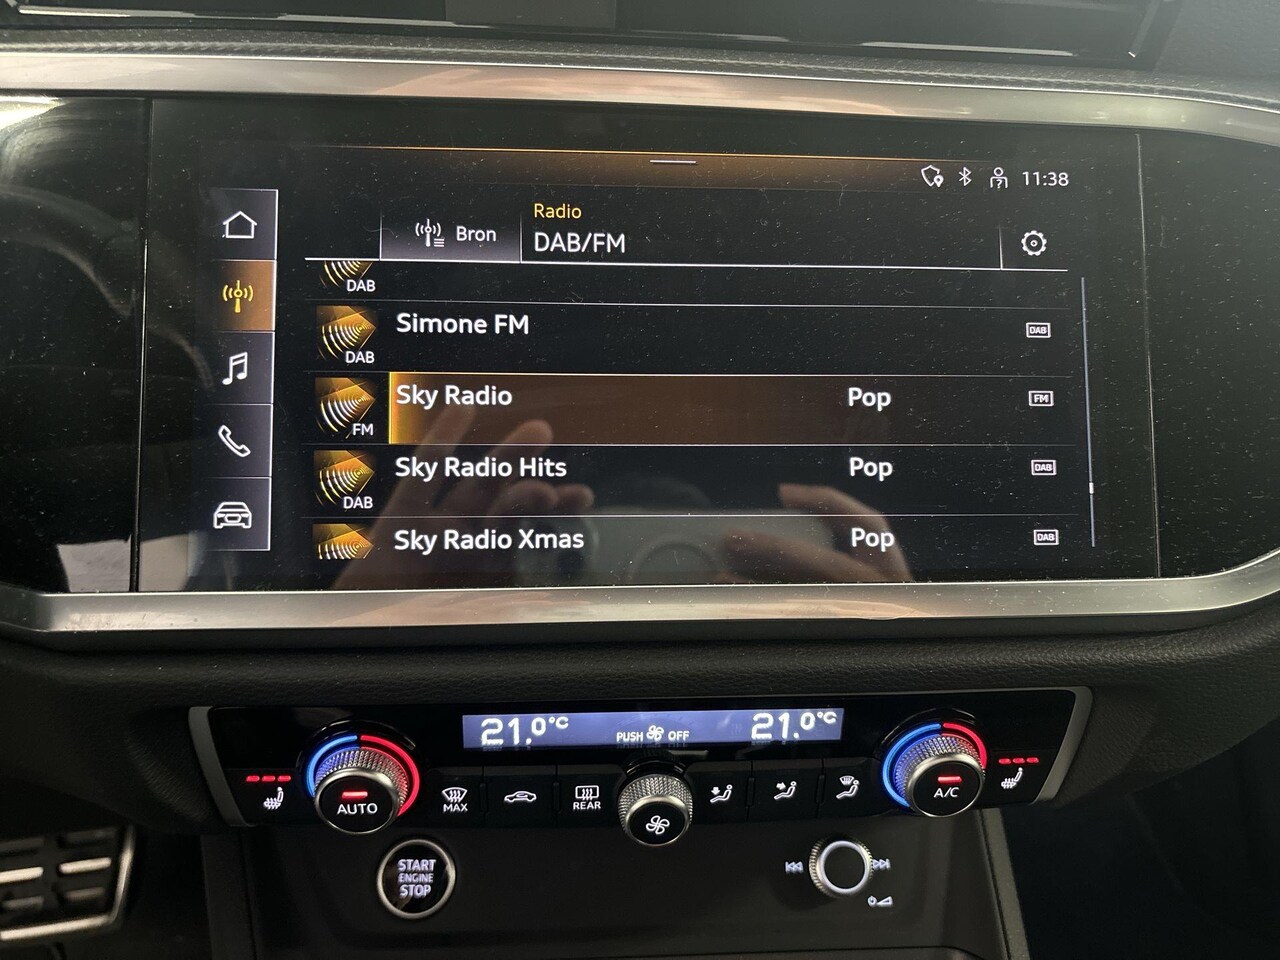 11:38
Radio
Bron
DAB/FM
DAB
Simone FM
DAB
DAB
Sky Radio
Pop
FM
FM
Sky Radio Hits
Pop
DAB
DAB
Sky Radio Xmas
Pop
DAB
21.0°C
PUSH OFF
21.0°C
AUTO
MAX
REAR
A/C
START
ENGINE
STOP